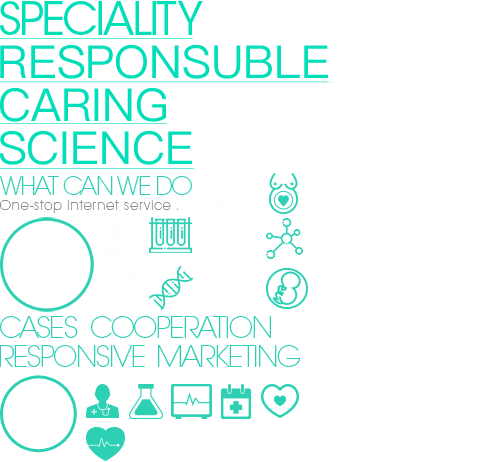 SPECIALITY
RESPONSUBLE
CARING
SCIENCE
WHAT CAN WE DO
One-stop Internet service .
CASES COOPERATION
RESPONSIVE MARKETING